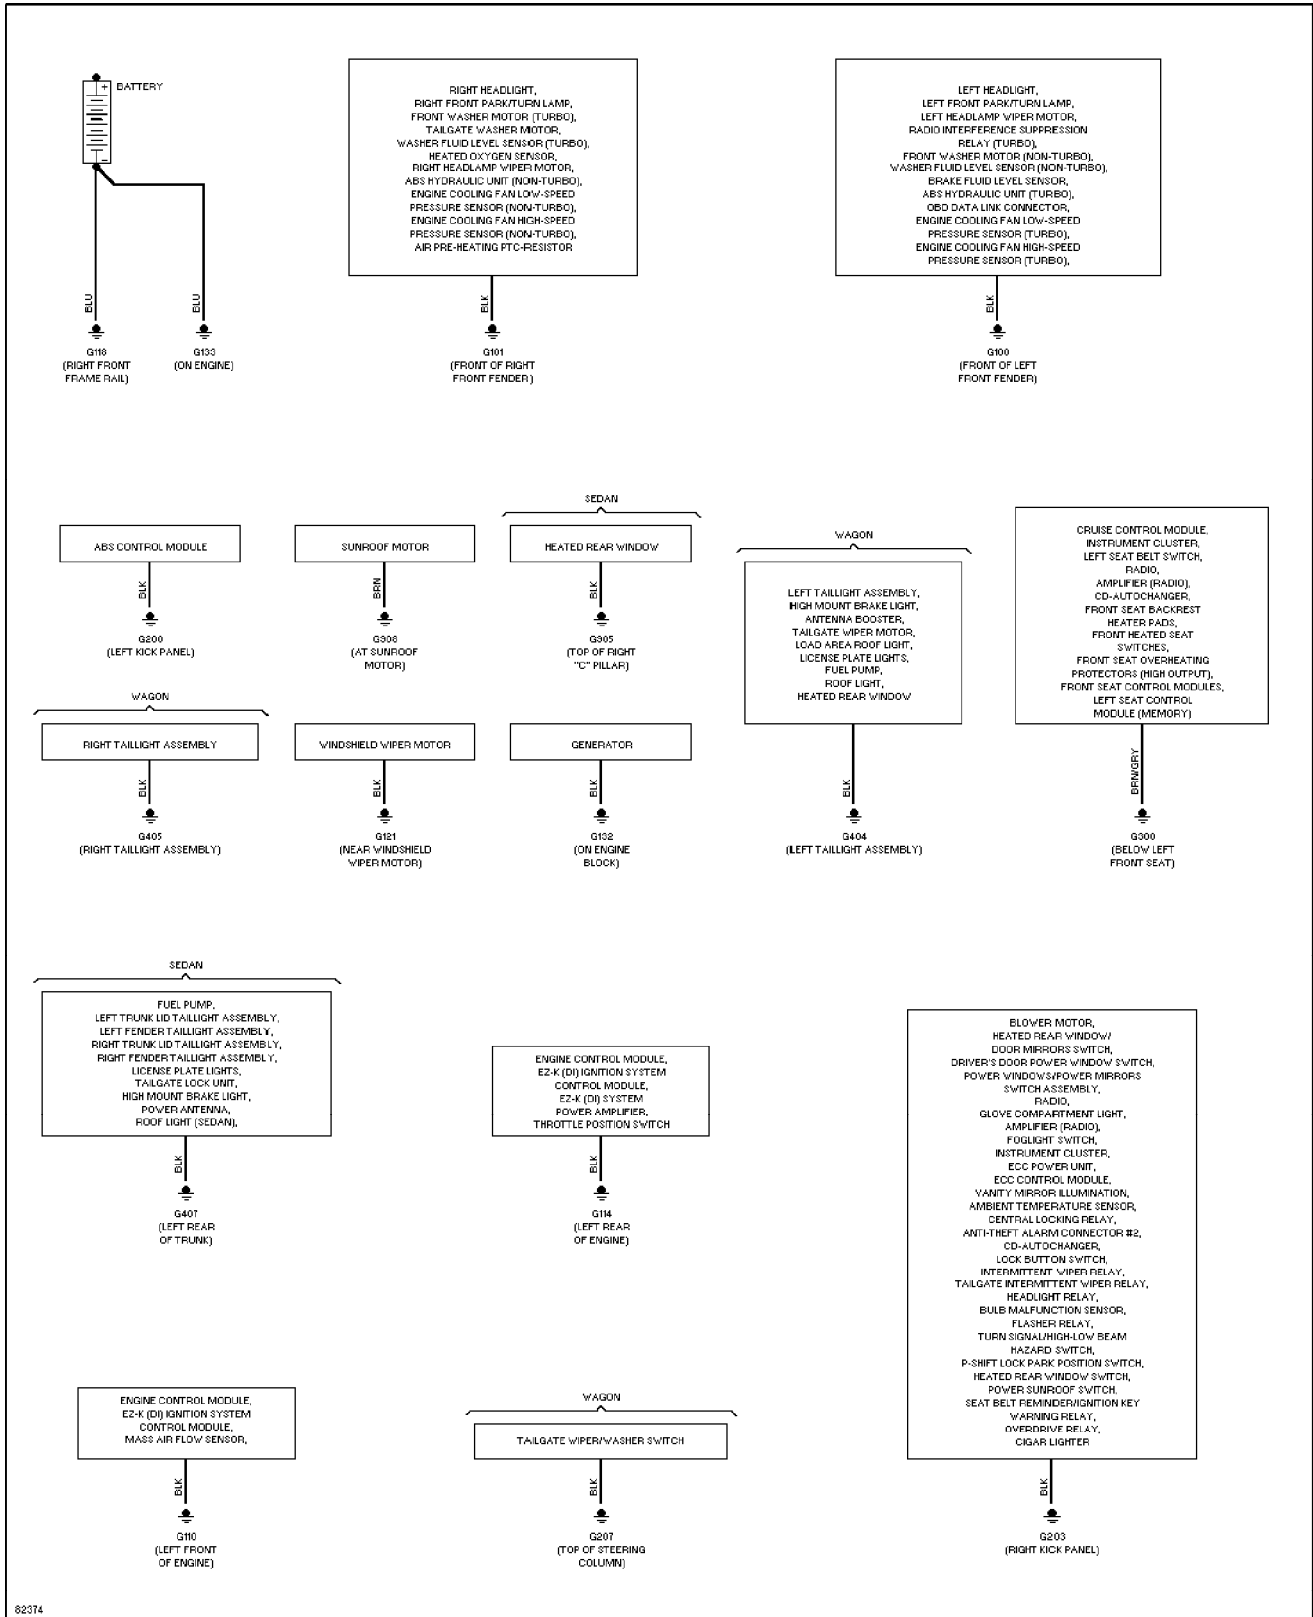 BATTERY
+
-
BLU
BLU
G118
(RIGHT FRONT
FRAME RAIL)
G133
(ON ENGINE)
RIGHT HEADLIGHT,
RIGHT FRONT PARK/TURN LAMP,
FRONT WASHER MOTOR (TURBO),
TAILGATE WASHER MOTOR,
WASHER FLUID LEVEL SENSOR (TURBO),
HEATED OXYGEN SENSOR,
RIGHT HEADLAMP WIPER MOTOR,
ABS HYDRAULIC UNIT (NON-TURBO),
ENGINE COOLING FAN LOW-SPEED
PRESSURE SENSOR (NON-TURBO),
ENGINE COOLING FAN HIGH-SPEED
PRESSURE SENSOR (NON-TURBO),
AIR PRE-HEATING PTC-RESISTOR
BLK
G101
(FRONT OF RIGHT
FRONT FENDER)
LEFT HEADLIGHT,
LEFT FRONT PARK/TURN LAMP,
LEFT HEADLAMP WIPER MOTOR,
RADIO INTERFERENCE SUPPRESSION
RELAY (TURBO),
FRONT WASHER MOTOR (NON-TURBO),
WASHER FLUID LEVEL SENSOR (NON-TURBO),
BRAKE FLUID LEVEL SENSOR,
ABS HYDRAULIC UNIT (TURBO),
OBD DATA LINK CONNECTOR,
ENGINE COOLING FAN LOW-SPEED
PRESSURE SENSOR (TURBO),
ENGINE COOLING FAN HIGH-SPEED
PRESSURE SENSOR (TURBO),
BLK
G100
(FRONT OF LEFT
FRONT FENDER)
ABS CONTROL MODULE
BLK
G200
(LEFT KICK PANEL)
SUNROOF MOTOR
BRN
G308
(AT SUNROOF
MOTOR)
SEDAN
HEATED REAR WINDOW
BLK
G305
(TOP OF RIGHT
"C" PILLAR)
WAGON
LEFT TAILLIGHT ASSEMBLY,
HIGH MOUNT BRAKE LIGHT,
ANTENNA BOOSTER,
TAILGATE WIPER MOTOR,
LOAD AREA ROOF LIGHT,
LICENSE PLATE LIGHTS,
FUEL PUMP,
ROOF LIGHT,
HEATED REAR WINDOW
BLK
G404
(LEFT TAILLIGHT ASSEMBLY)
CRUISE CONTROL MODULE,
INSTRUMENT CLUSTER,
LEFT SEAT BELT SWITCH,
RADIO,
AMPLIFIER (RADIO),
CD-AUTOCHANGER,
FRONT SEAT BACKREST
HEATER PADS,
FRONT HEATED SEAT
SWITCHES,
FRONT SEAT OVERHEATING
PROTECTORS (HIGH OUTPUT),
FRONT SEAT CONTROL MODULES,
LEFT SEAT CONTROL
MODULE (MEMORY)
BRN/GRY
G300
(BELOW LEFT
FRONT SEAT)
WAGON
RIGHT TAILLIGHT ASSEMBLY
BLK
G405
(RIGHT TAILLIGHT ASSEMBLY)
WINDSHIELD WIPER MOTOR
BLK
G121
(NEAR WINDSHIELD
WIPER MOTOR)
GENERATOR
BLK
G132
(ON ENGINE
BLOCK)
SEDAN
FUEL PUMP,
LEFT TRUNK LID TAILLIGHT ASSEMBLY,
LEFT FENDER TAILLIGHT ASSEMBLY,
RIGHT TRUNK LID TAILLIGHT ASSEMBLY,
RIGHT FENDER TAILLIGHT ASSEMBLY,
LICENSE PLATE LIGHTS,
TAILGATE LOCK UNIT,
HIGH MOUNT BRAKE LIGHT,
POWER ANTENNA,
ROOF LIGHT (SEDAN),
BLK
G407
(LEFT REAR
OF TRUNK)
ENGINE CONTROL MODULE,
EZ-K (DI) IGNITION SYSTEM
CONTROL MODULE,
EZ-K (DI) SYSTEM
POWER AMPLIFIER,
THROTTLE POSITION SWITCH
BLK
G114
(LEFT REAR
OF ENGINE)
BLOWER MOTOR,
HEATED REAR WINDOW/
DOOR MIRRORS SWITCH,
DRIVER'S DOOR POWER WINDOW SWITCH,
POWER WINDOWS/POWER MIRRORS
SWITCH ASSEMBLY,
RADIO,
GLOVE COMPARTMENT LIGHT,
AMPLIFIER (RADIO),
FOGLIGHT SWITCH,
INSTRUMENT CLUSTER,
ECC POWER UNIT,
ECC CONTROL MODULE,
VANITY MIRROR ILLUMINATION,
AMBIENT TEMPERATURE SENSOR,
CENTRAL LOCKING RELAY,
ANTI-THEFT ALARM CONNECTOR #2,
CD-AUTOCHANGER,
LOCK BUTTON SWITCH,
INTERMITTENT WIPER RELAY,
TAILGATE INTERMITTENT WIPER RELAY,
HEADLIGHT RELAY,
BULB MALFUNCTION SENSOR,
FLASHER RELAY,
TURN SIGNAL/HIGH-LOW BEAM
HAZARD SWITCH,
P-SHIFT LOCK PARK POSITION SWITCH,
HEATED REAR WINDOW SWITCH,
POWER SUNROOF SWITCH,
SEAT BELT REMINDER/IGNITION KEY
WARNING RELAY,
OVERDRIVE RELAY,
CIGAR LIGHTER
BLK
G203
(RIGHT KICK PANEL)
ENGINE CONTROL MODULE,
EZ-K (DI) IGNITION SYSTEM
CONTROL MODULE,
MASS AIR FLOW SENSOR,
BLK
G110
(LEFT FRONT
OF ENGINE)
WAGON
TAILGATE WIPER/WASHER SWITCH
BLK
G207
(TOP OF STEERING
COLUMN)
82374